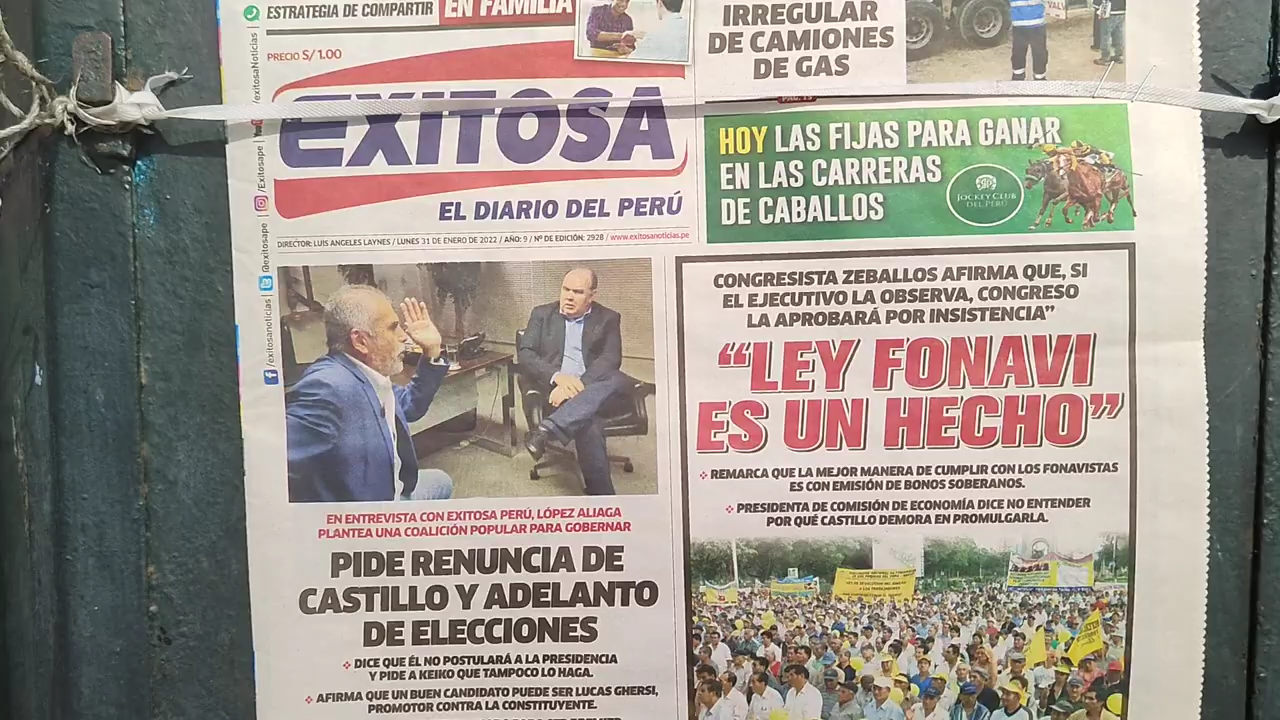 ESTRATEGIA DE COMPARTIR
EN FAMILIA
IRREGULAR
DE CAMIONES
DE GAS
PRECIO S/ 1.00
EXITOSA
EL DIARIO DEL PERÚ
DIRECTOR: LUIS ANGELES LAYNES / LUNES 31 DE ENERO DE 2022 / AÑO: 9 / Nº DE EDICIÓN: 2928 / www.exitosanoticias.pe
/exitosanoticias | @exitosape | /Exitosape | /exitosaNoticias
PAG. 19
HOY LAS FIJAS PARA GANAR
EN LAS CARRERAS
DE CABALLOS
JOCKEY CLUB
DEL PERÚ
EN ENTREVISTA CON EXITOSA PERÚ, LÓPEZ ALIAGA
PLANTEA UNA COALICIÓN POPULAR PARA GOBERNAR
PIDE RENUNCIA DE
CASTILLO Y ADELANTO
DE ELECCIONES
DICE QUE ÉL NO POSTULARÁ A LA PRESIDENCIA
Y PIDE A KEIKO QUE TAMPOCO LO HAGA.
AFIRMA QUE UN BUEN CANDIDATO PUEDE SER LUCAS GHERSI,
PROMOTOR CONTRA LA CONSTITUYENTE.
CONGRESISTA ZEBALLOS AFIRMA QUE, SI
EL EJECUTIVO LA OBSERVA, CONGRESO
LA APROBARÁ POR INSISTENCIA”
“LEY FONAVI
ES UN HECHO”
REMARCA QUE LA MEJOR MANERA DE CUMPLIR CON LOS FONAVISTAS
ES CON EMISIÓN DE BONOS SOBERANOS.
PRESIDENTA DE COMISIÓN DE ECONOMÍA DICE NO ENTENDER
POR QUÉ CASTILLO DEMORA EN PROMULGARLA.